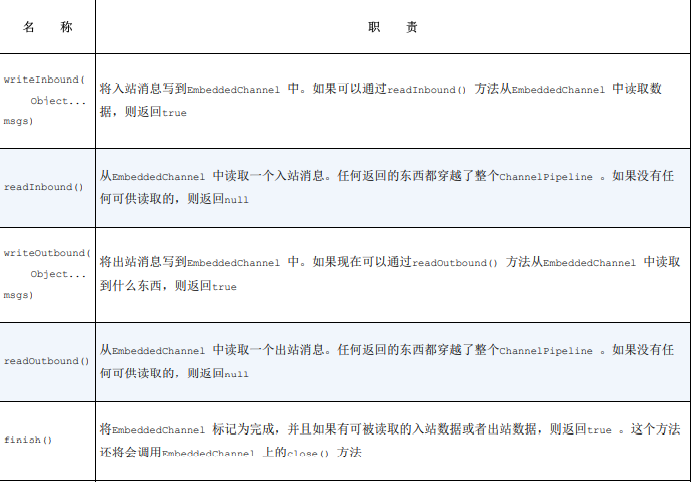 名 称 职 责
writeInbound(
Object...
msgs)
将入站消息写到EmbeddedChannel 中。如果可以通过readInbound() 方法从EmbeddedChannel 中读取数
据，则返回true
readInbound()
从EmbeddedChannel 中读取一个入站消息。任何返回的东西都穿越了整个ChannelPipeline 。如果没有任
何可供读取的，则返回null
writeOutbound(
Object...
msgs)
将出站消息写到EmbeddedChannel 中。如果现在可以通过readOutbound() 方法从EmbeddedChannel 中读取
到什么东西，则返回true
readOutbound()
从EmbeddedChannel 中读取一个出站消息。任何返回的东西都穿越了整个ChannelPipeline 。如果没有任
何可供读取的，则返回null
finish()
将EmbeddedChannel 标记为完成，并且如果有可被读取的入站数据或者出站数据，则返回true 。这个方法
还将会调用EmbeddedChannel 上的close() 方法